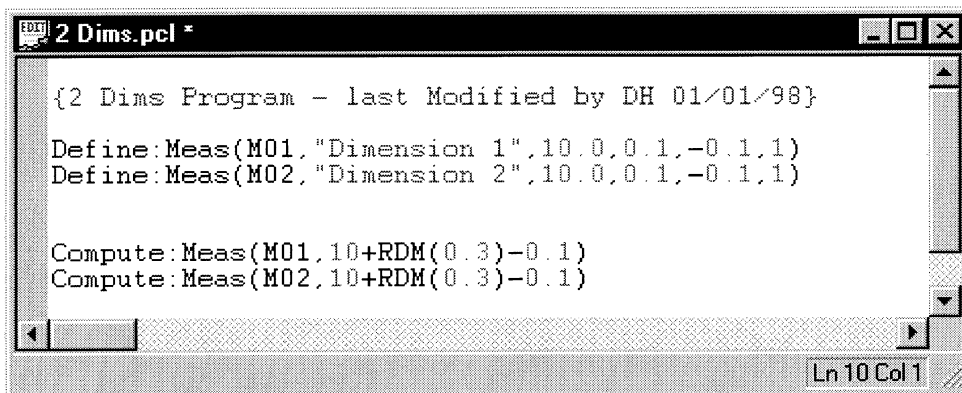 EDIT
2 Dims.pcl *
{2 Dims Program – last Modified by DH 01/01/98}
Define:Meas(M01,"Dimension 1",10.0,0.1,-0.1,1)
Define:Meas(M02,"Dimension 2",10.0,0.1,-0.1,1)
Compute:Meas(M01,10+RDM(0.3)-0.1)
Compute:Meas(M02,10+RDM(0.3)-0.1)
Ln 10 Col 1